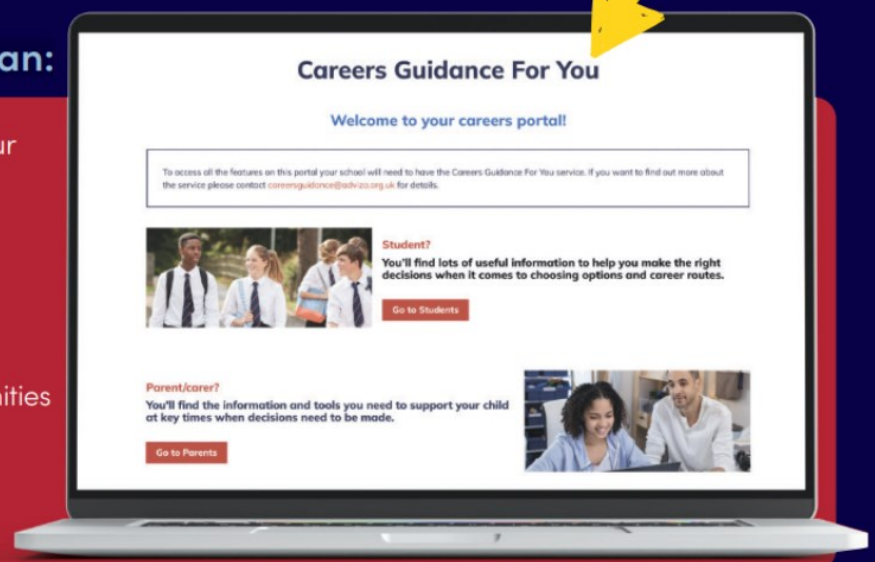 an:
ur
nities
Careers Guidance For You
Welcome to your careers portal!
To access all the features on this portal your school will need to have the Careers Guidance For You service. If you want to find out more about
the service please contact careersguidance@adviza.org.uk for details.
Student?
You'll find lots of useful information to help you make the right
decisions when it comes to choosing options and career routes.
Go to Students
Parent/carer?
You'll find the information and tools you need to support your child
at key times when decisions need to be made.
Go to Parents